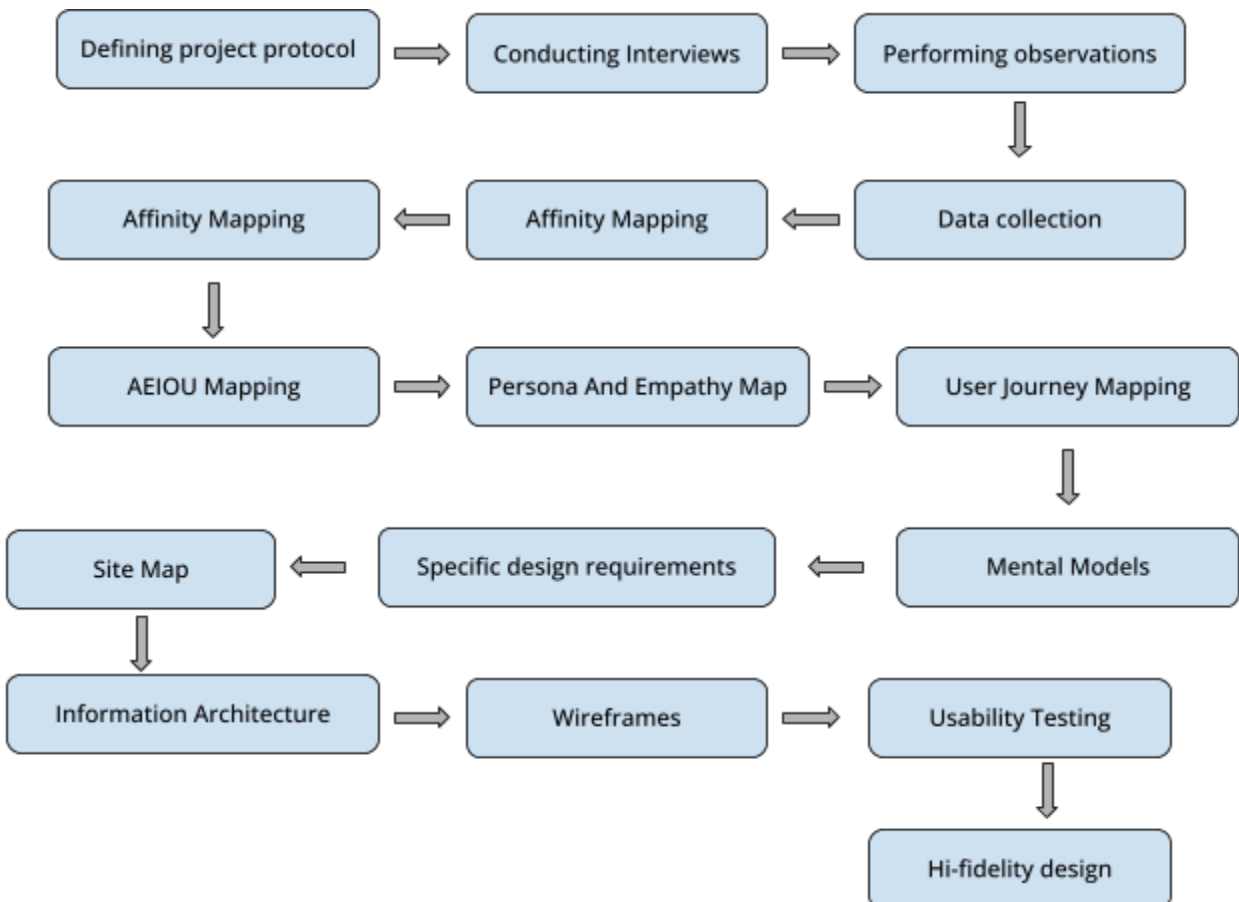 Defining project protocol
Conducting Interviews
Performing observations
Data collection
Affinity Mapping
Affinity Mapping
AEIOU Mapping
Persona And Empathy Map
User Journey Mapping
Mental Models
Specific design requirements
Site Map
Information Architecture
Wireframes
Usability Testing
Hi-fidelity design